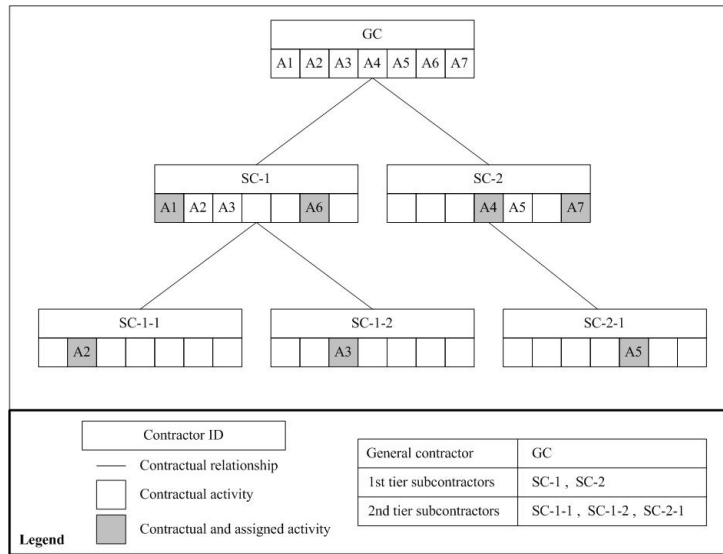 GC
A1 A2 A3 A4 A5 A6 A7
SC-1 SC-2
A1 A2 A3 A6 A4 A5 A7
SC-1-1 SC-1-2 SC-2-1
A2 A3 A5
Contractor ID
Contractual relationship
Contractual activity
Contractual and assigned activity
Legend
General contractor GC
1st tier subcontractors SC-1 , SC-2
2nd tier subcontractors SC-1-1 , SC-1-2 , SC-2-1